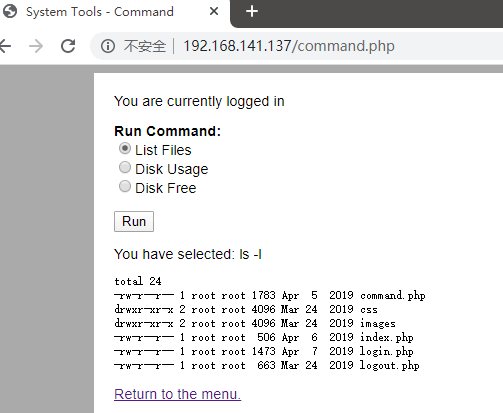 System Tools - Command
不安全 192.168.141.137/command.php
You are currently logged in
Run Command:
List Files
Disk Usage
Disk Free
Run
You have selected: ls -l
total 24
-rw-r--r-- 1 root root 1783 Apr  5  2019 command.php
drwxr-xr-x 2 root root 4096 Mar 24  2019 css
drwxr-xr-x 2 root root 4096 Mar 24  2019 images
-rw-r--r-- 1 root root  506 Apr  6  2019 index.php
-rw-r--r-- 1 root root 1473 Apr  7  2019 login.php
-rw-r--r-- 1 root root  663 Mar 24  2019 logout.php
Return to the menu.